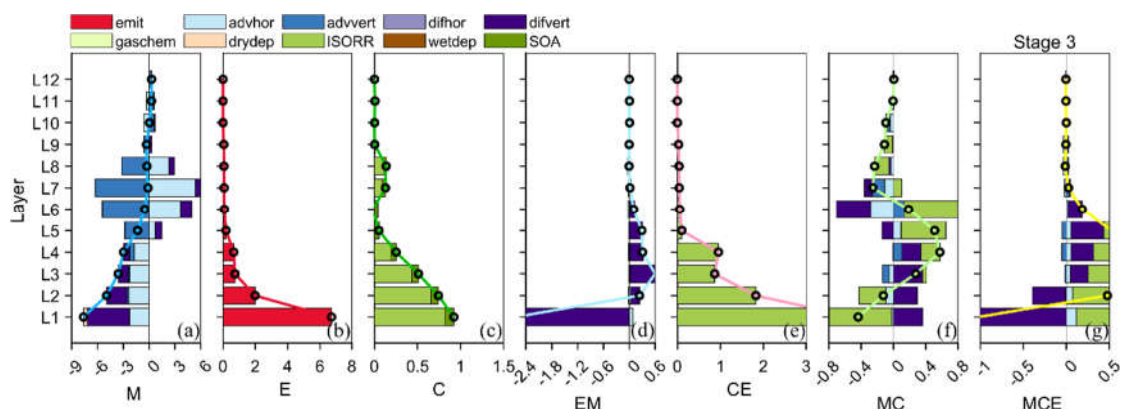 emit advhor advvert difhor difvert
gaschem drydep ISORR wetdep SOA
Stage 3
Layer
L12
L11
L10
L9
L8
L7
L6
L5
L4
L3
L2
L1
(a) (b) (c) (d) (e) (f) (g)
-9 -6 -3 0 3 6
M
0 2 4 6 8
E
0 0.5 1 1.5
C
-2.4 -1.6 -0.6 0 0.6
EM
0 1 2 3
CE
-0.8 -0.4 0 0.4 0.8
MC
-1 -0.5 0 0.5
MCE